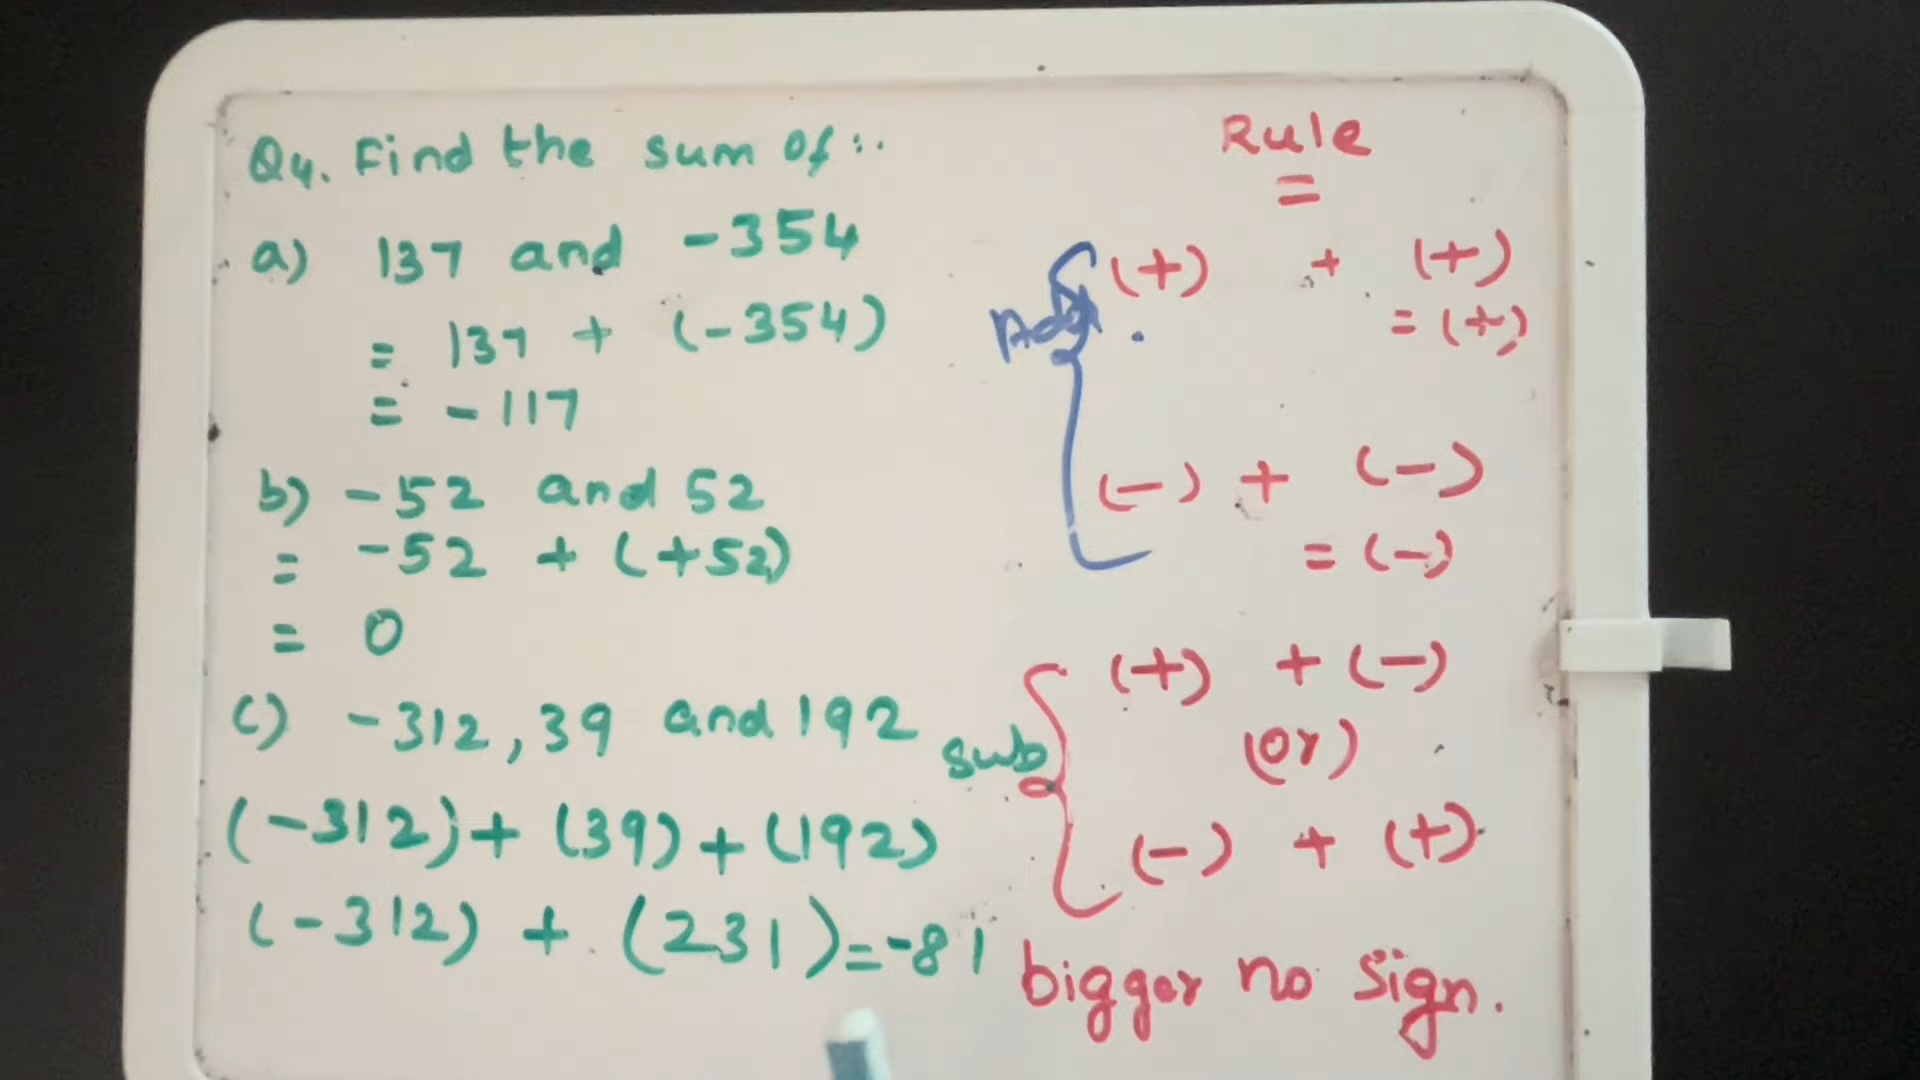 Q4. Find the sum of :.
a) 137 and -354
= 137 + (-354)
= -117
b) -52 and 52
= -52 + (+52)
= 0
c) -312, 39 and 192
(-312) + (39) + (192)
(-312) + (231) = -81
Rule
=
Add
(+) + (+)
= (+)
(-) + (-)
= (-)
sub
(+) + (-)
(or)
(-) + (+)
bigger no sign.